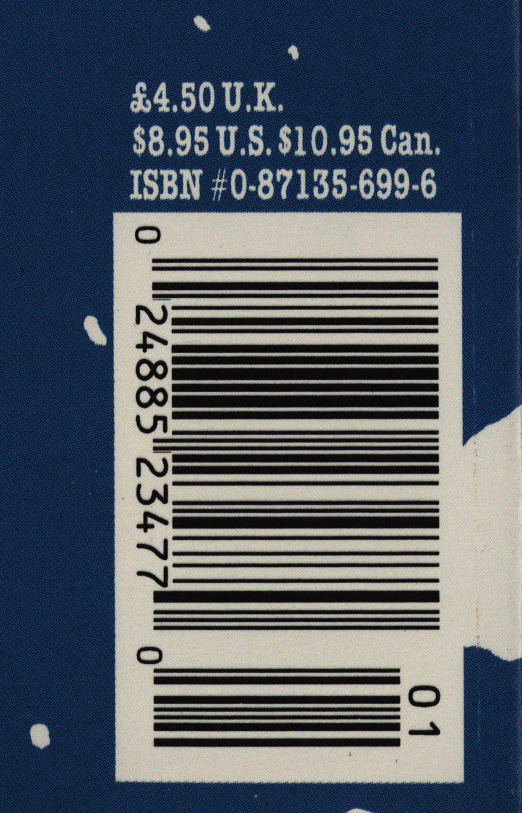 £4.50 U.K.
$8.95 U.S. $10.95 Can.
ISBN #0-87135-699-6
0 24885 23477 0
01